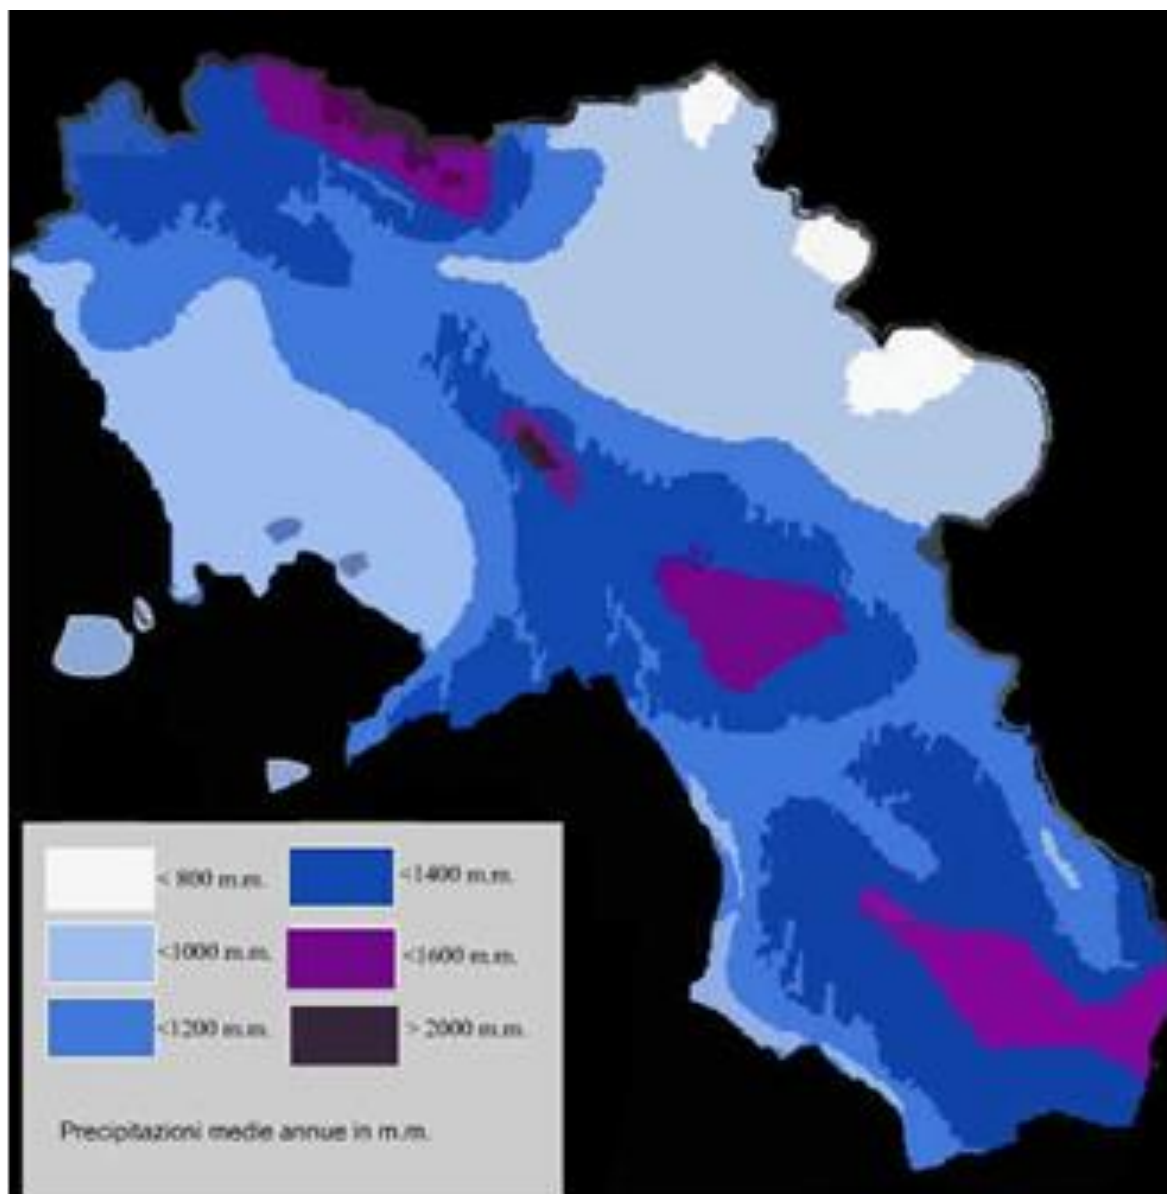 < 800 m.m. <1400 m.m.
<1000 m.m. <1600 m.m.
<1200 m.m. > 2000 m.m.
Precipitazioni medie annue in m.m.